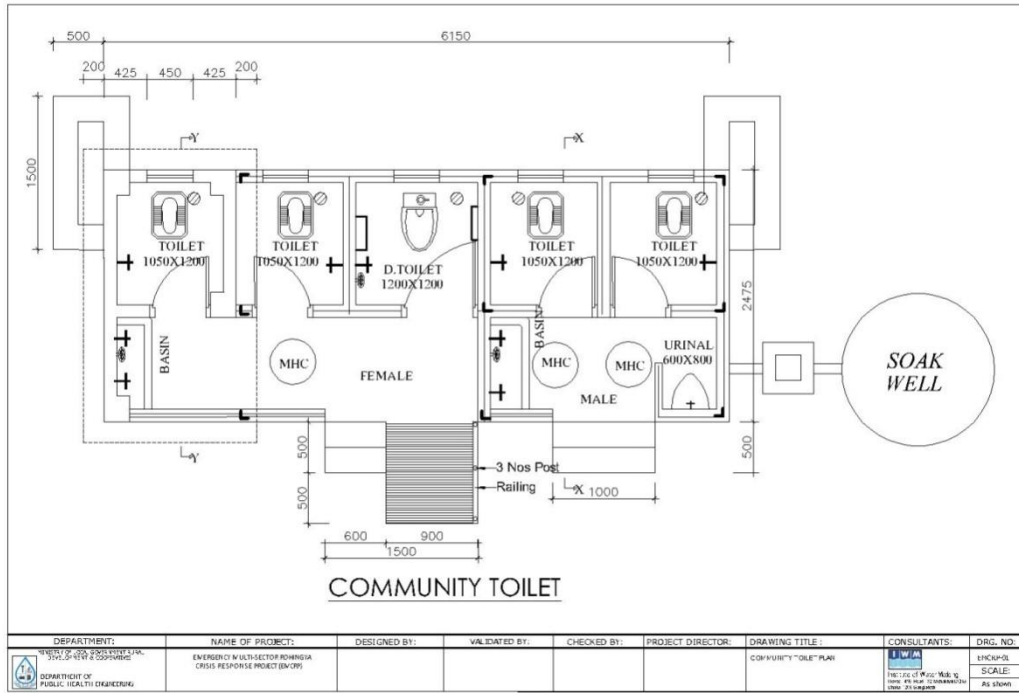 500
6150
200
425
450
425
200
Y
X
1500
TOILET
1050X1200
TOILET
1050X1200
D.TOILET
1200X1200
TOILET
1050X1200
TOILET
1050X1200
2475
BASIN
MHC
FEMALE
BASIN
MHC
MHC
MALE
URINAL
600X800
SOAK
WELL
Y
500
500
3 Nos Post
Railing
X
1000
500
600
900
1500
COMMUNITY TOILET
DEPARTMENT:
DEPARTMENT OF
PUBLIC HEALTH ENGINEERING
NAME OF PROJECT:
EMERGENCY MULTI-SECTOR ROHINGYA
CRISIS RESPONSE PROJECT(EMCRP)
DESIGNED BY:
VALIDATED BY:
CHECKED BY:
PROJECT DIRECTOR:
DRAWING TITLE :
COMMUNITY TOILET PLAN
CONSULTANTS:
IWM
DRG. NO:
SCALE:
As shown